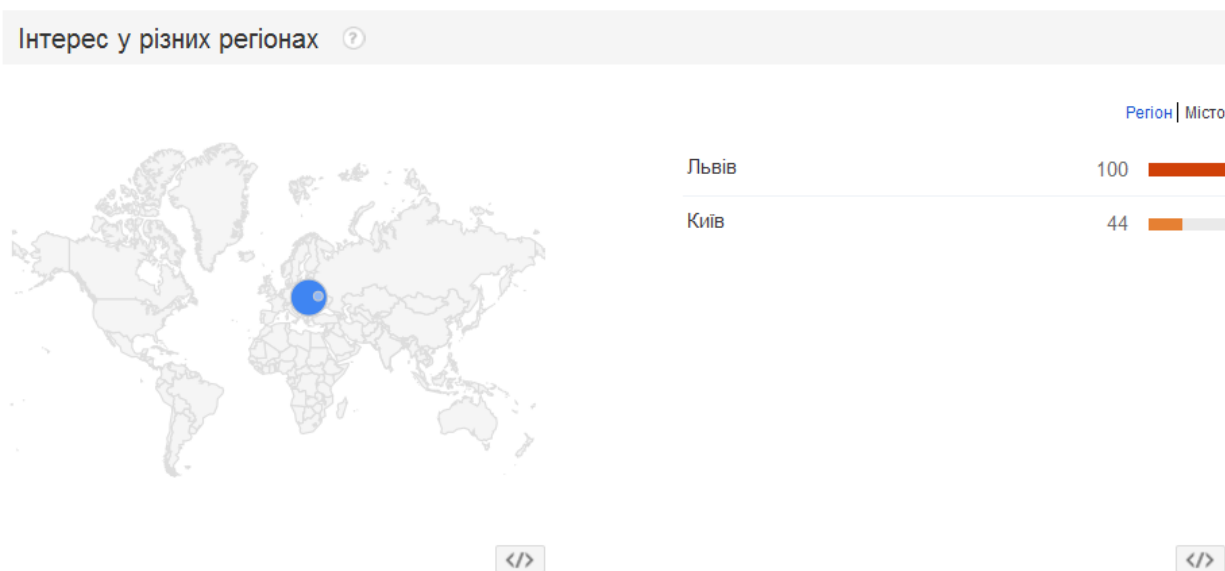 Інтерес у різних регіонах ?
Регіон | Місто
Львів 100
Київ 44
</> </>